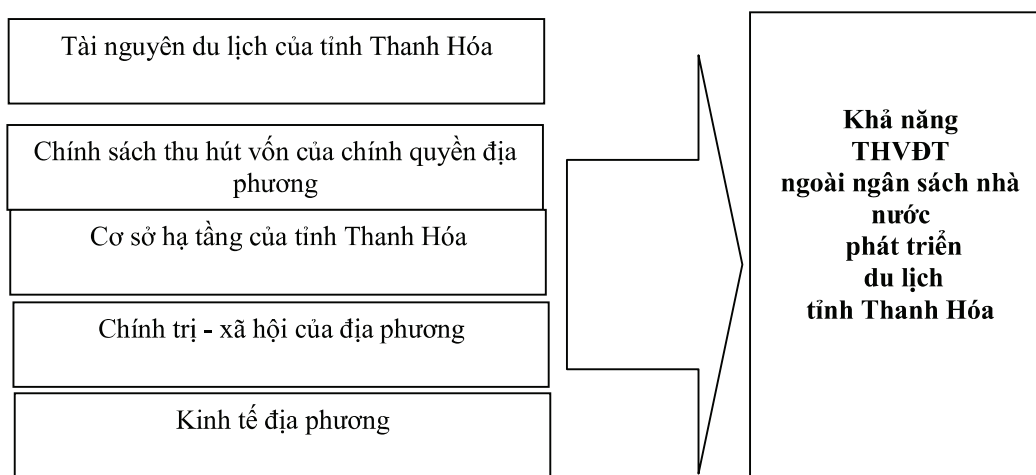 Tài nguyên du lịch của tỉnh Thanh Hóa
Chính sách thu hút vốn của chính quyền địa
phương
Cơ sở hạ tầng của tỉnh Thanh Hóa
Chính trị - xã hội của địa phương
Kinh tế địa phương
Khả năng
THVĐT
ngoài ngân sách nhà
nước
phát triển
du lịch
tỉnh Thanh Hóa